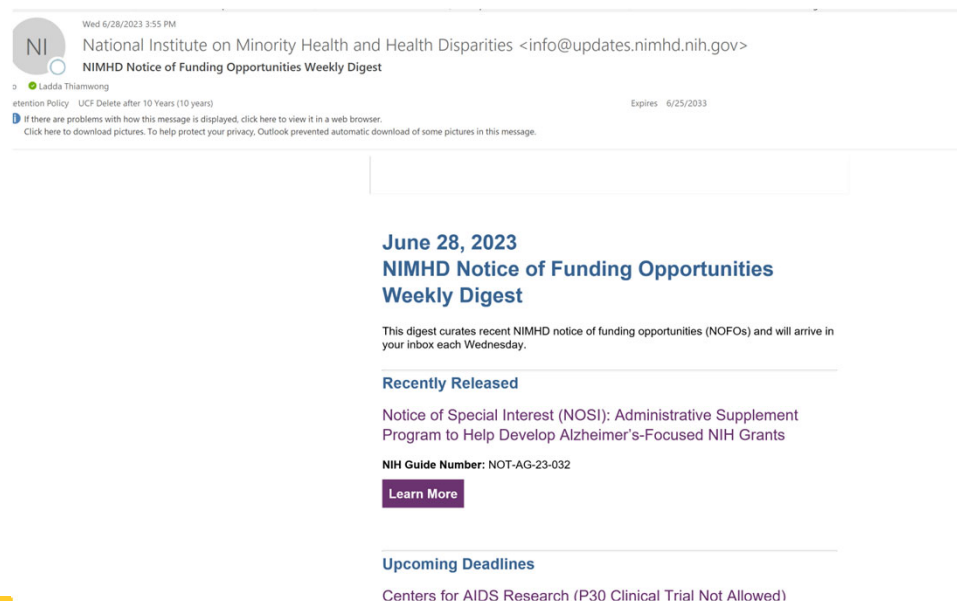 Wed 6/28/2023 3:55 PM
NI
National Institute on Minority Health and Health Disparities <info@updates.nimhd.nih.gov>
NIMHD Notice of Funding Opportunities Weekly Digest
Ladda Thiamwong
etention Policy UCF Delete after 10 Years (10 years) Expires 6/25/2033
If there are problems with how this message is displayed, click here to view it in a web browser.
Click here to download pictures. To help protect your privacy, Outlook prevented automatic download of some pictures in this message.
June 28, 2023
NIMHD Notice of Funding Opportunities
Weekly Digest
This digest curates recent NIMHD notice of funding opportunities (NOFOs) and will arrive in
your inbox each Wednesday.
Recently Released
Notice of Special Interest (NOSI): Administrative Supplement
Program to Help Develop Alzheimer's-Focused NIH Grants
NIH Guide Number: NOT-AG-23-032
Learn More
Upcoming Deadlines
Centers for AIDS Research (P30 Clinical Trial Not Allowed)